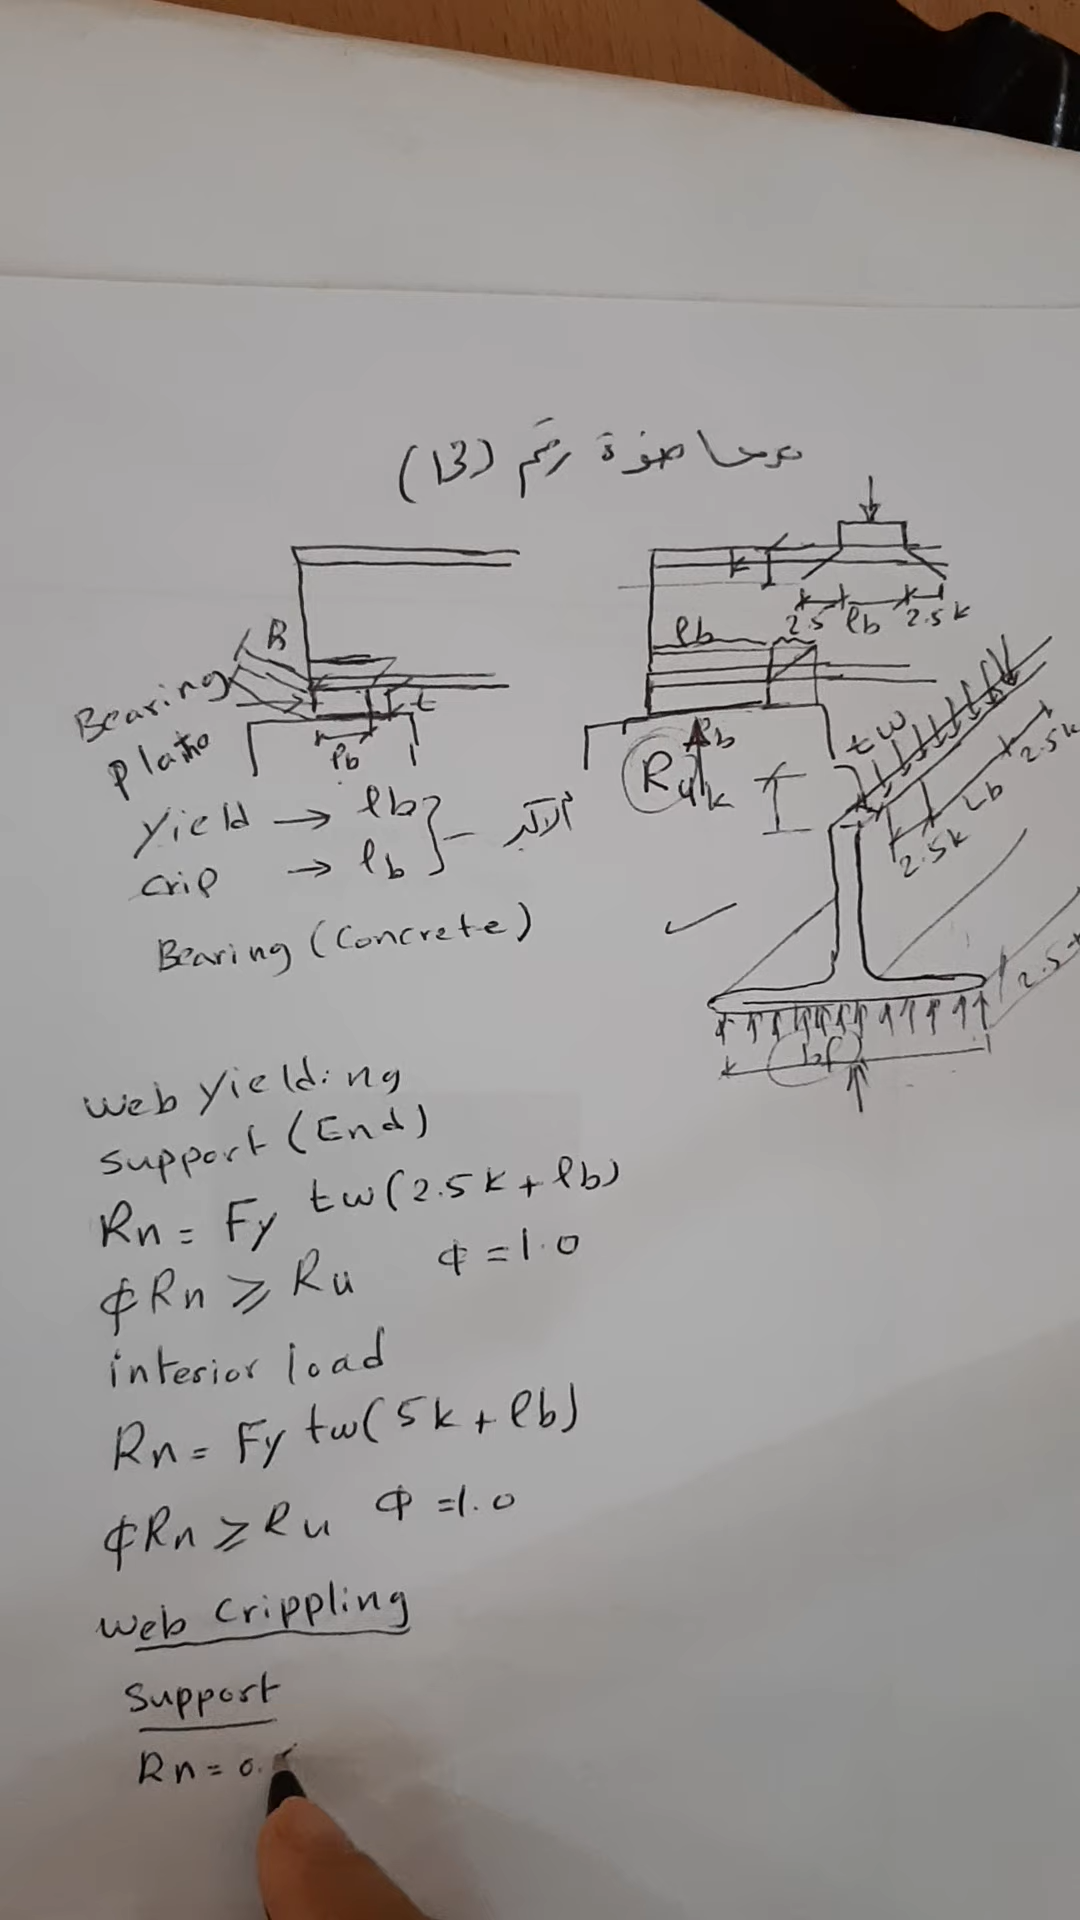 محاضرة رقم (13)
B
Bearing
plate
t
lb
lb
2.5 lb 2.5k
Ru
k
tw
2.5k
Lb
2.5k
Yield → lb
Crip → lb
الاكبر
Bearing (Concrete)
bf
Web Yielding
Support (End)
Rn = Fy tw (2.5k + lb)
ϕRn ≥ Ru ϕ = 1.0
interior load
Rn = Fy tw (5k + lb)
ϕRn ≥ Ru ϕ = 1.0
Web Crippling
Support
Rn = 0.